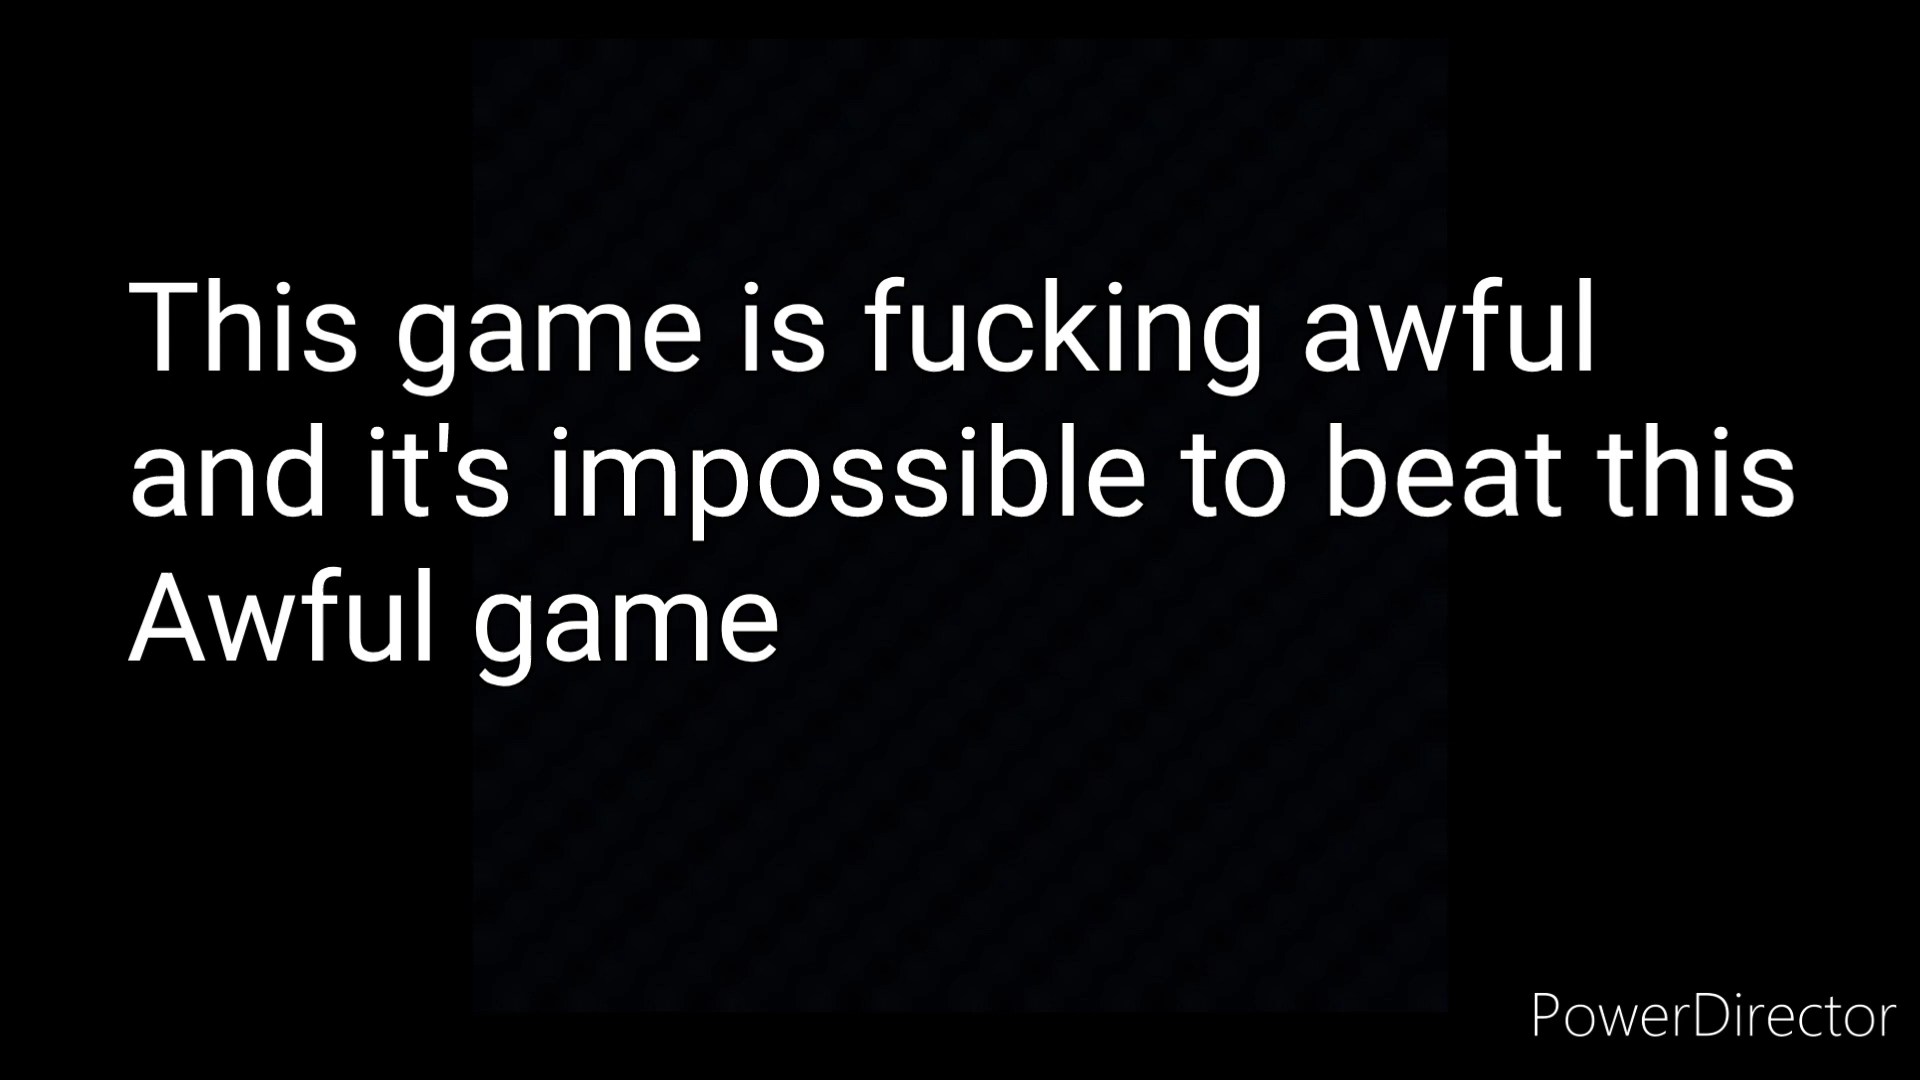 This game is fucking awful
and it's impossible to beat this
Awful game
PowerDirector